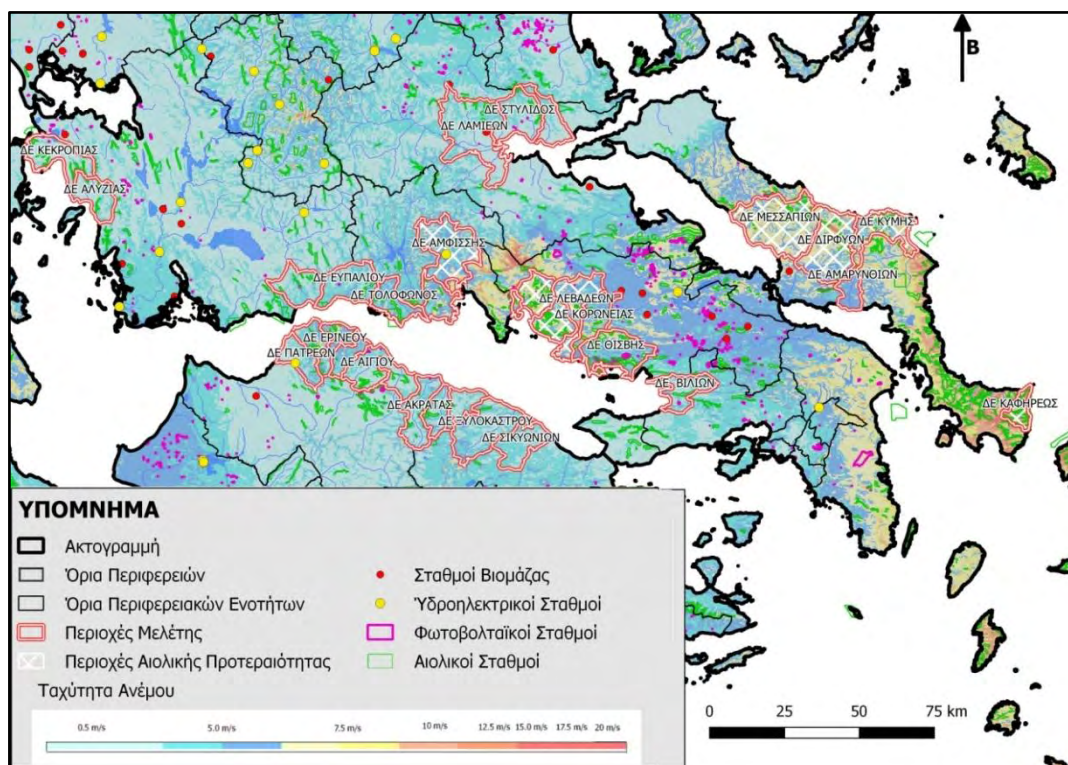 Β
ΔΕ ΣΤΥΛΙΔΟΣ
ΔΕ ΛΑΜΙΕΩΝ
ΔΕ ΚΕΚΡΟΠΙΑΣ
ΔΕ ΑΛΥΖΙΑΣ
ΔΕ ΜΕΣΣΑΠΙΩΝ
ΔΕ ΚΥΜΗΣ
ΔΕ ΔΙΡΦΥΩΝ
ΔΕ ΑΜΦΙΣΣΗΣ
ΔΕ ΑΜΑΡΥΝΘΙΩΝ
ΔΕ ΕΥΠΑΛΙΟΥ
ΔΕ ΤΟΛΟΦΩΝΟΣ
ΔΕ ΛΕΒΑΔΕΩΝ
ΔΕ ΚΟΡΩΝΕΙΑΣ
ΔΕ ΕΡΙΝΕΟΥ
ΔΕ ΘΙΣΒΗΣ
ΔΕ ΠΑΤΡΕΩΝ
ΔΕ ΑΙΓΙΟΥ
ΔΕ ΒΙΛΙΩΝ
ΔΕ ΑΚΡΑΤΑΣ
ΔΕ ΚΑΦΗΡΕΩΣ
ΔΕ ΞΥΛΟΚΑΣΤΡΟΥ
ΔΕ ΣΙΚΥΩΝΙΩΝ
ΥΠΟΜΝΗΜΑ
Ακτογραμμή
Όρια Περιφερειών
Όρια Περιφερειακών Ενοτήτων
Περιοχές Μελέτης
Περιοχές Αιολικής Προτεραιότητας
Σταθμοί Βιομάζας
Ύδροηλεκτρικοί Σταθμοί
Φωτοβολταϊκοί Σταθμοί
Αιολικοί Σταθμοί
Ταχύτητα Ανέμου
0.5 m/s 5.0 m/s 7.5 m/s 10 m/s 12.5 m/s 15.0 m/s 17.5 m/s 20 m/s
0 25 50 75 km